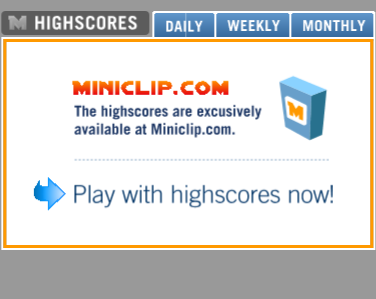 M HIGHSCORES DAILY WEEKLY MONTHLY
MINICLIP.COM
The highscores are excusively
available at Miniclip.com.
M
Play with highscores now!